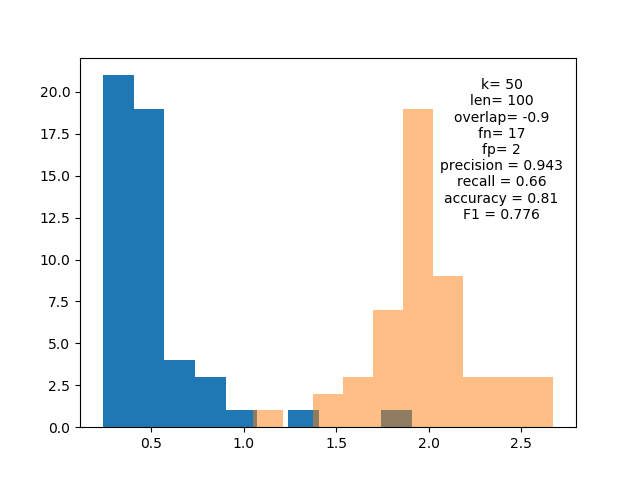 k= 50
len= 100
overlap= -0.9
fn= 17
fp= 2
precision = 0.943
recall = 0.66
accuracy = 0.81
F1 = 0.776
20.0
17.5
15.0
12.5
10.0
7.5
5.0
2.5
0.0
0.5 1.0 1.5 2.0 2.5